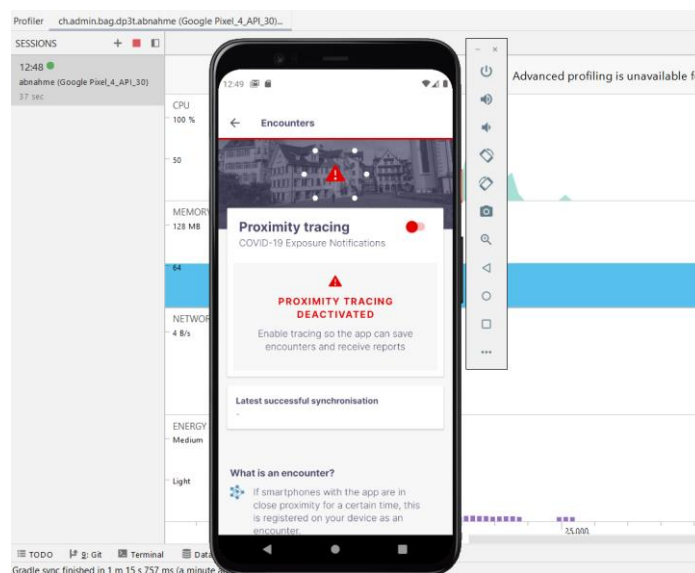 Profiler ch.admin.bag.dp3t.abnahme (Google Pixel_4_API_30)...
SESSIONS
12:48
abnahme (Google Pixel_4_API_30)
37 sec
Advanced profiling is unavailable f
CPU
100 %
50
MEMOR
128 MB
64
NETWOR
4 B/s
ENERGY
Medium
Light
25.000
12:49
Encounters
Proximity tracing
COVID-19 Exposure Notifications
PROXIMITY TRACING
DEACTIVATED
Enable tracing so the app can save
encounters and receive reports
Latest successful synchronisation
-
What is an encounter?
If smartphones with the app are in
close proximity for a certain time, this
is registered on your device as an
encounter.
TODO 9: Git Terminal Data
Gradle sync finished in 1 m 15 s 757 ms (a minute a